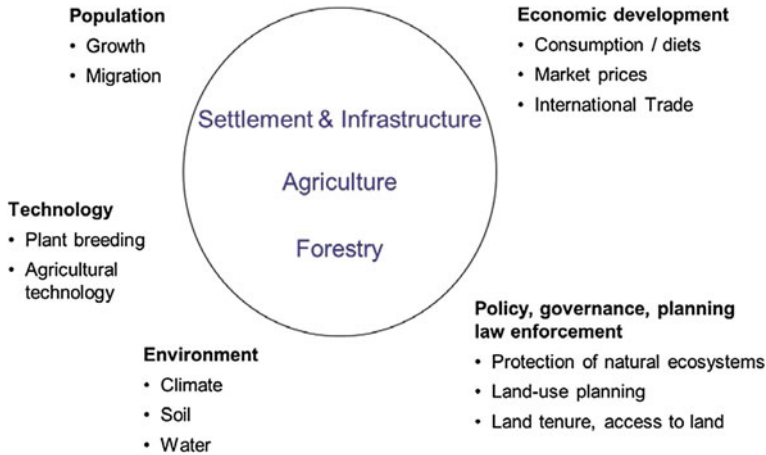 Population
• Growth
• Migration
Economic development
• Consumption / diets
• Market prices
• International Trade
Settlement & Infrastructure
Agriculture
Forestry
Technology
• Plant breeding
• Agricultural
technology
Environment
• Climate
• Soil
• Water
Policy, governance, planning
law enforcement
• Protection of natural ecosystems
• Land-use planning
• Land tenure, access to land